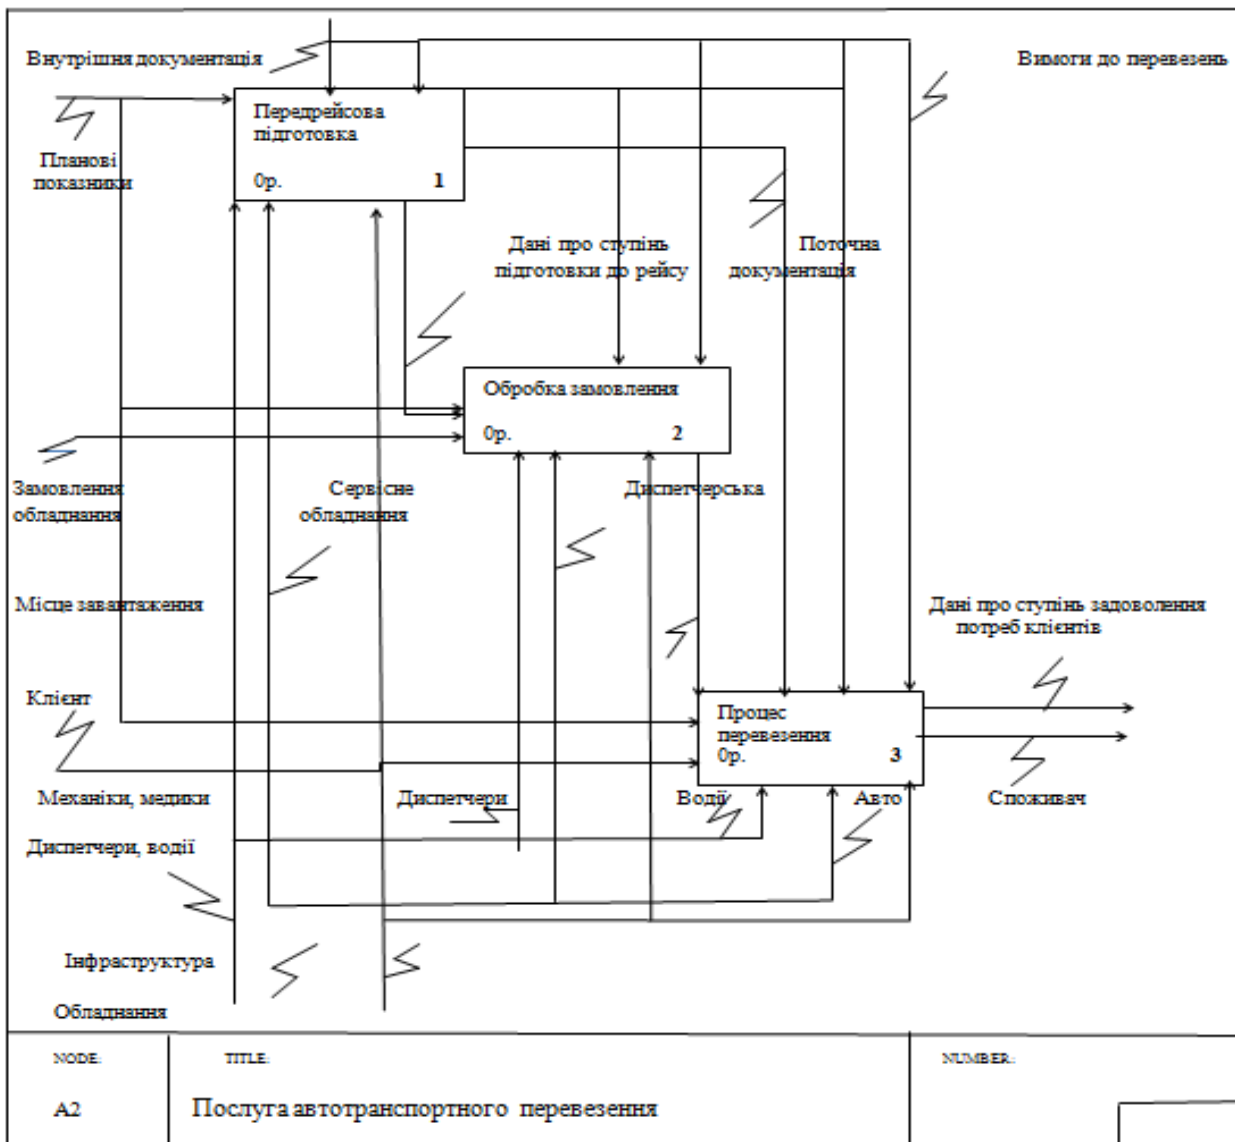 Внутрішня документація
Вимоги до перевезень
Передрейсова
підготовка
0р. 1
Планові
показники
Дані про ступінь
підготовки до рейсу
Поточна
документація
Обробка замовлення
0р. 2
Замовлення
обладнання
Сервісне
обладнання
Диспетчерська
Місце завантаження
Дані про ступінь задоволення
потреб клієнтів
Клієнт
Процес
перевезення
0р. 3
Механіки, медики
Диспетчери
Водії
Авто
Споживач
Диспетчери, водії
Інфраструктура
Обладнання
NODE:
TITLE:
NUMBER:
A2
Послуга автотранспортного перевезення